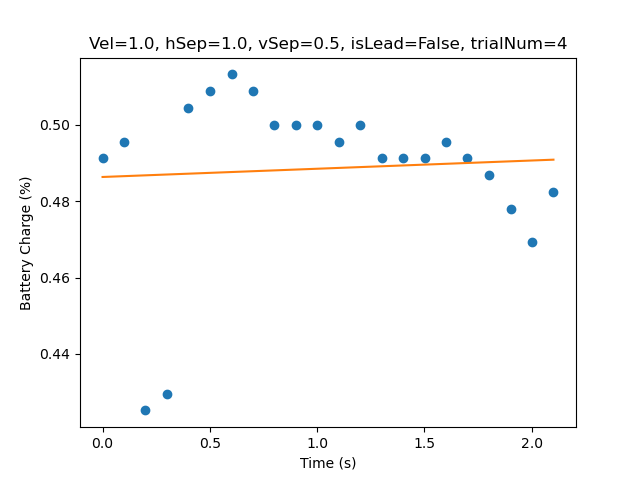 Vel=1.0, hSep=1.0, vSep=0.5, isLead=False, trialNum=4
0.50
0.48
0.46
0.44
Battery Charge (%)
0.0 0.5 1.0 1.5 2.0
Time (s)